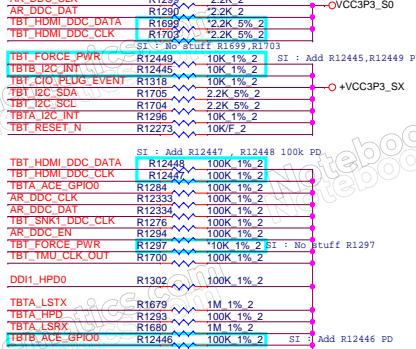 AR_DDC_DAT R1290 *2.2K_2 VCC3P3_S0
TBT_HDMI_DDC_DATA R1699 *2.2K_5%_2
TBT_HDMI_DDC_CLK R1703 *2.2K_5%_2
SI : No stuff R1699,R1703
TBT_FORCE_PWR R12449 10K_1%_2 SI : Add R12445,R12449 P
TBTB_I2C_INT R12445 10K_1%_2
TBT_CIO_PLUG_EVENT R1318 10K_1%_2 +VCC3P3_SX
TBT_I2C_SDA R1705 2.2K_5%_2
TBT_I2C_SCL R1704 2.2K_5%_2
TBTA_I2C_INT R1296 10K_1%_2
TBT_RESET_N R12273 10K/F_2
SI : Add R12447 R12448 100k PD
TBT_HDMI_DDC_DATA R12448 100K_1%_2
TBT_HDMI_DDC_CLK R12447 100K_1%_2
TBTA_ACE_GPIO0 R1284 100K_1%_2
AR_DDC_CLK R12333 100K_1%_2
AR_DDC_DAT R12334 100K_1%_2
TBT_SNK1_DDC_CLK R1276 100K_1%_2
AR_DDC_EN R1294 100K_1%_2
TBT_FORCE_PWR R1297 *10K_1%_2 SI : No stuff R1297
TBT_TMU_CLK_OUT R1700 100K_1%_2
DDI1_HPD0 R1302 100K_1%_2
TBTA_LSTX R1679 1M_1%_2
TBTA_HPD R1293 100K_1%_2
TBTA_LSRX R1680 1M_1%_2
TBTB_ACE_GPIO0 R12446 100K_1%_2 SI : Add R12446 PD